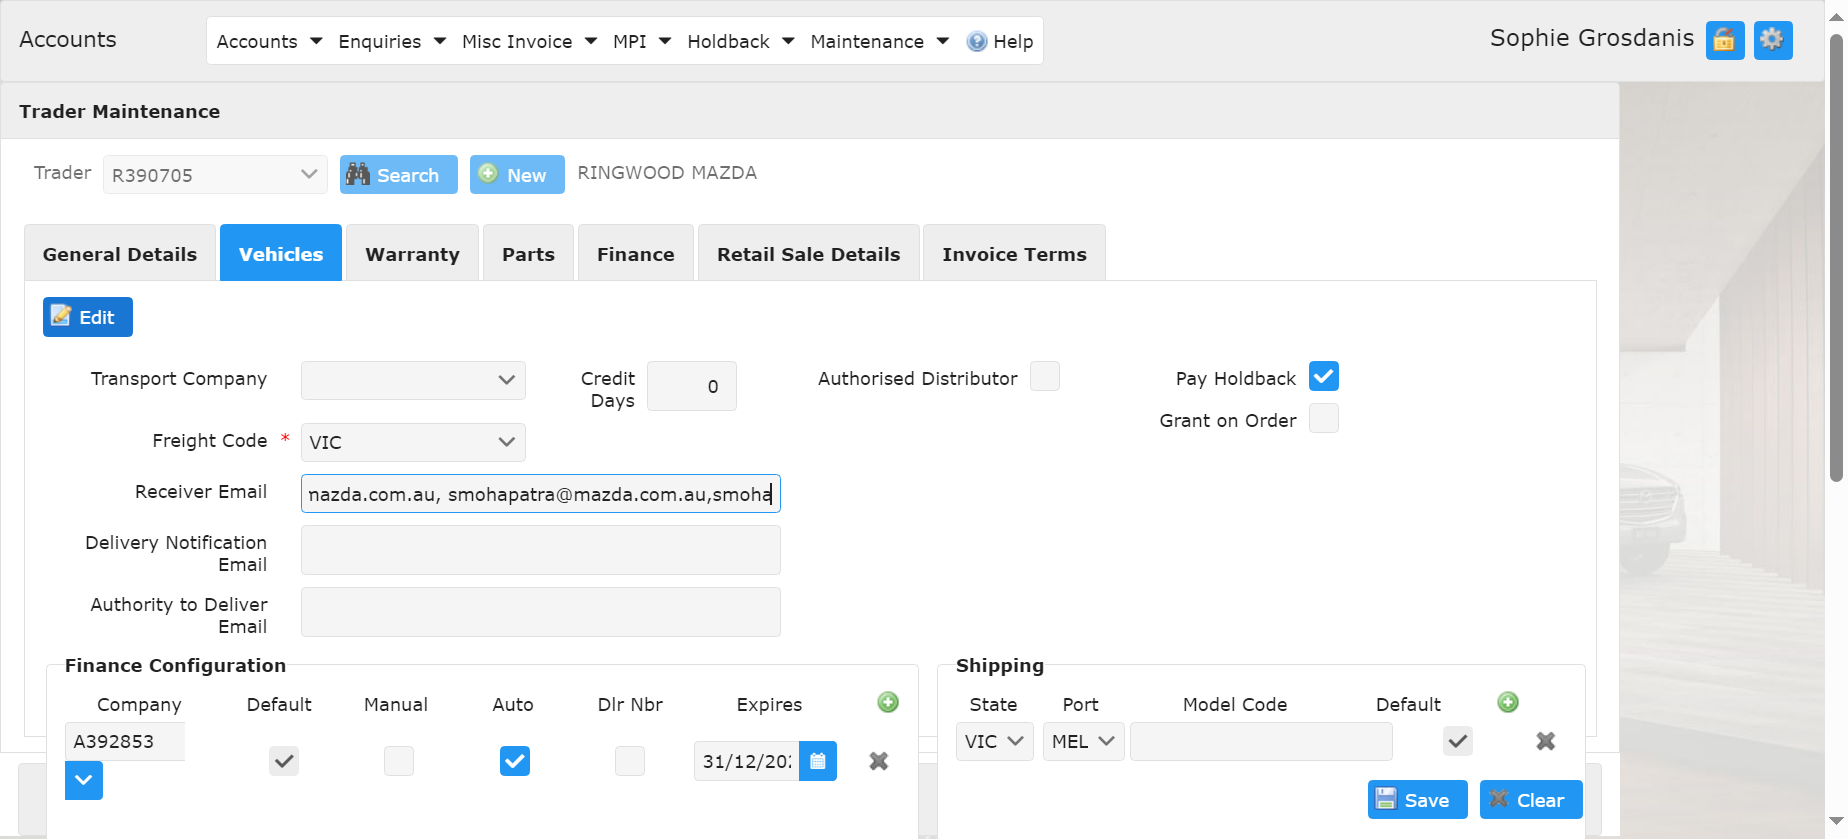 Accounts
Accounts Enquiries Misc Invoice MPI Holdback Maintenance Help
Sophie Grosdanis
Trader Maintenance
Trader R390705 Search New RINGWOOD MAZDA
General Details Vehicles Warranty Parts Finance Retail Sale Details Invoice Terms
Edit
Transport Company
Credit Days 0
Authorised Distributor
Pay Holdback
Grant on Order
Freight Code * VIC
Receiver Email nazda.com.au, smohapatra@mazda.com.au,smoha
Delivery Notification Email
Authority to Deliver Email
Finance Configuration
Company Default Manual Auto Dlr Nbr Expires
A392853 31/12/202
Shipping
State Port Model Code Default
VIC MEL
Save Clear